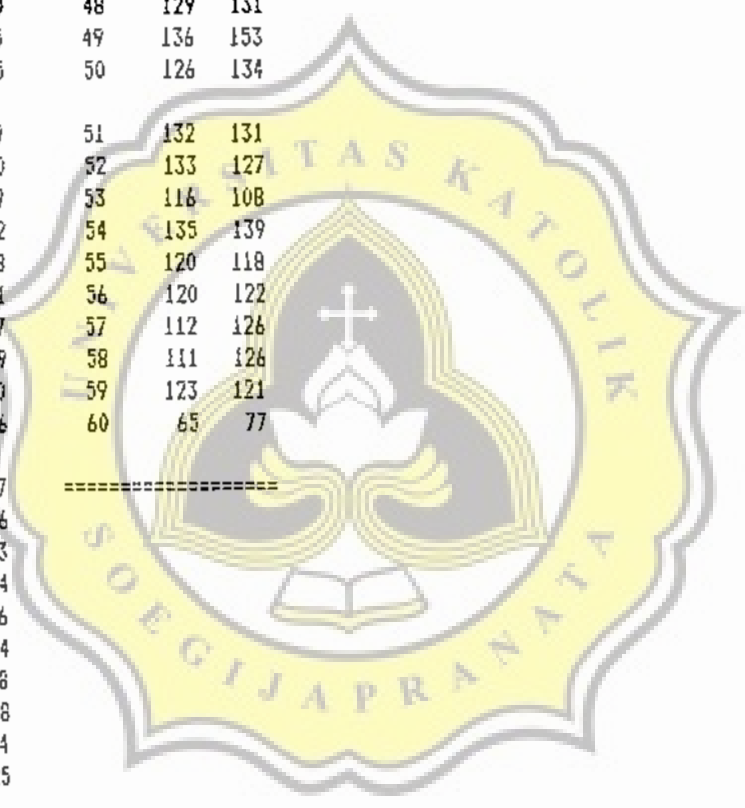 48 129 131
49 136 153
50 126 134
51 132 131
52 133 127
53 116 108
54 135 139
55 120 118
56 120 122
57 112 126
58 111 126
59 123 121
60 65 77
===================
UNIVERSITAS KATOLIK
SOEGIJAPRANATA